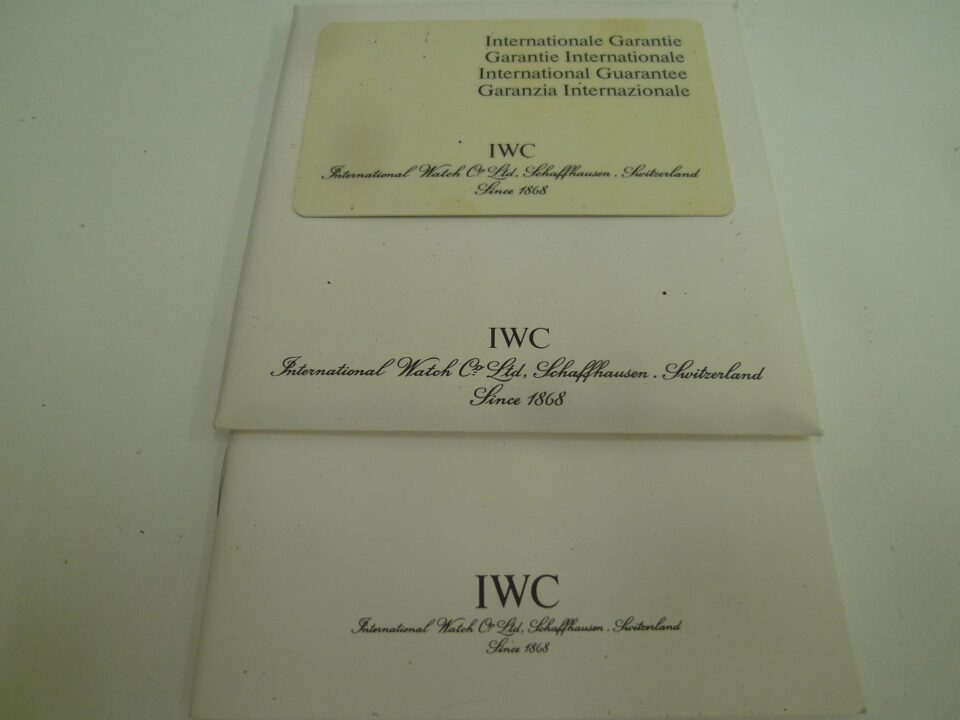 Internationale Garantie
Garantie Internationale
International Guarantee
Garanzia Internazionale
IWC
International Watch Co Ltd, Schaffhausen . Switzerland
Since 1868
IWC
International Watch Co Ltd, Schaffhausen . Switzerland
Since 1868
IWC
International Watch Co Ltd, Schaffhausen . Switzerland
Since 1868